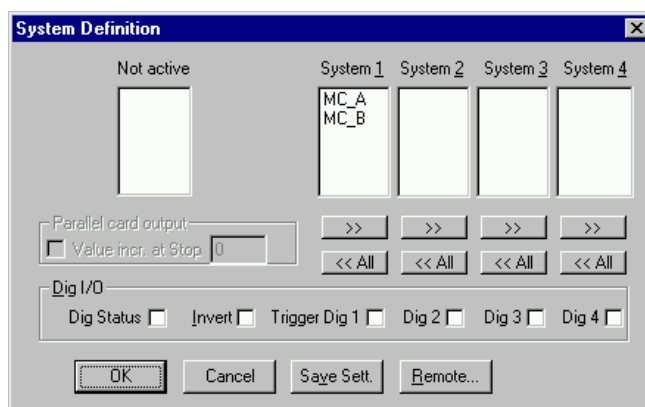 System Definition
Not active System 1 System 2 System 3 System 4
MC_A
MC_B
Parallel card output
Value incr. at Stop 0
>> >> >> >>
<< All << All << All << All
Dig I/O
Dig Status Invert Trigger Dig 1 Dig 2 Dig 3 Dig 4
OK Cancel Save Sett. Remote...